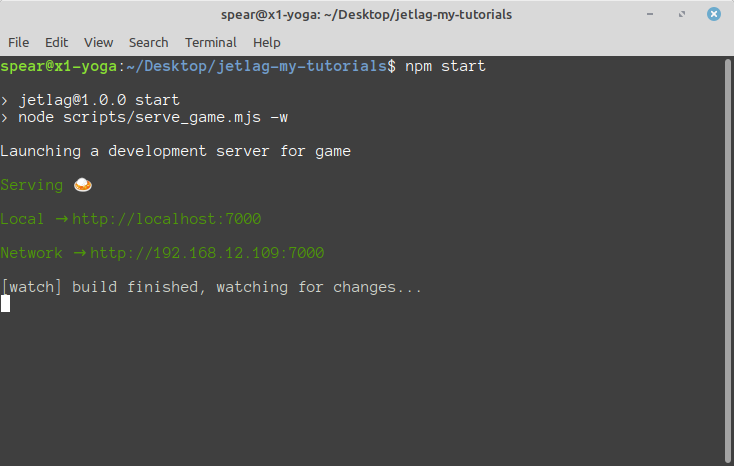 spear@x1-yoga: ~/Desktop/jetlag-my-tutorials
File Edit View Search Terminal Help
spear@x1-yoga:~/Desktop/jetlag-my-tutorials$ npm start
> jetlag@1.0.0 start
> node scripts/serve_game.mjs -w
Launching a development server for game
Serving 🍛
Local → http://localhost:7000
Network → http://192.168.12.109:7000
[watch] build finished, watching for changes...